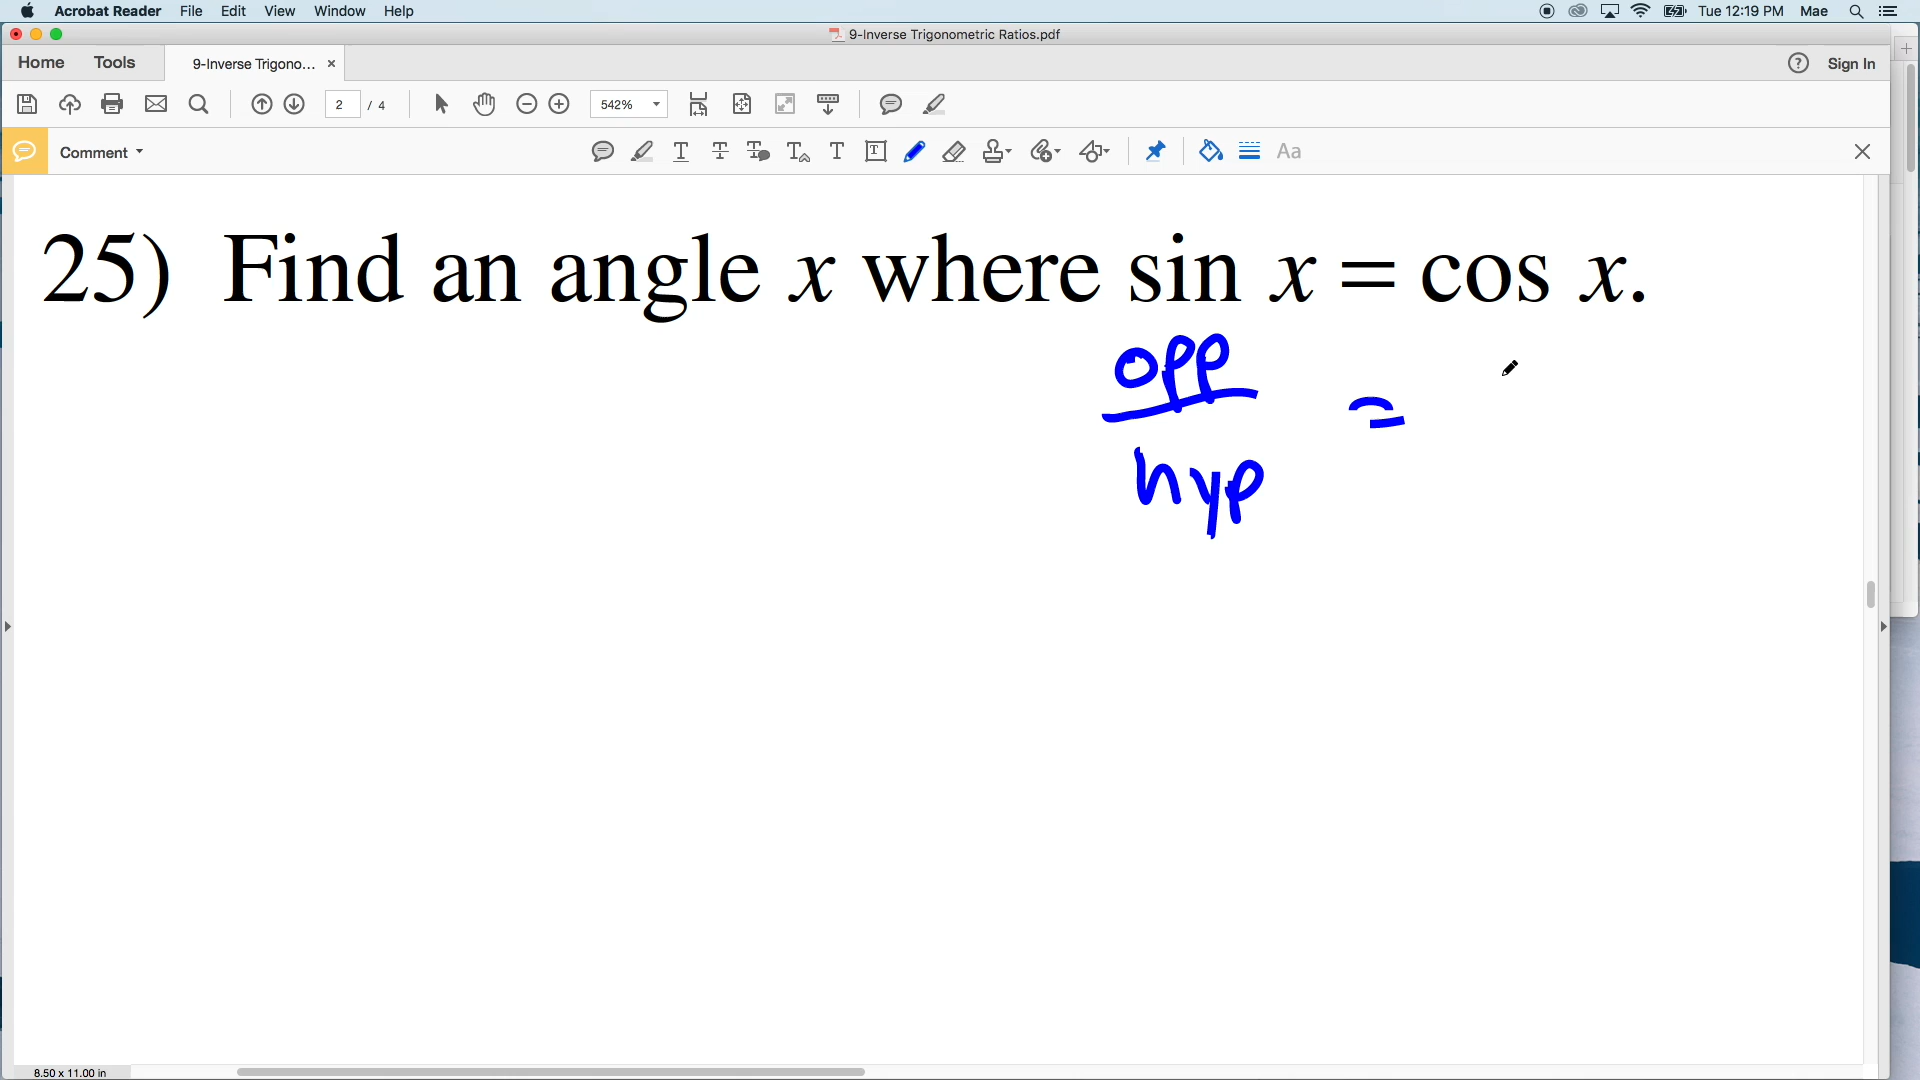 Acrobat Reader File Edit View Window Help Tue 12:19 PM Mae
9-Inverse Trigonometric Ratios.pdf
Home Tools 9-Inverse Trigono... × Sign In
2 / 4 542%
Comment Aa
25) Find an angle x where sin x = cos x.
opp
=
hyp
8.50 x 11.00 in